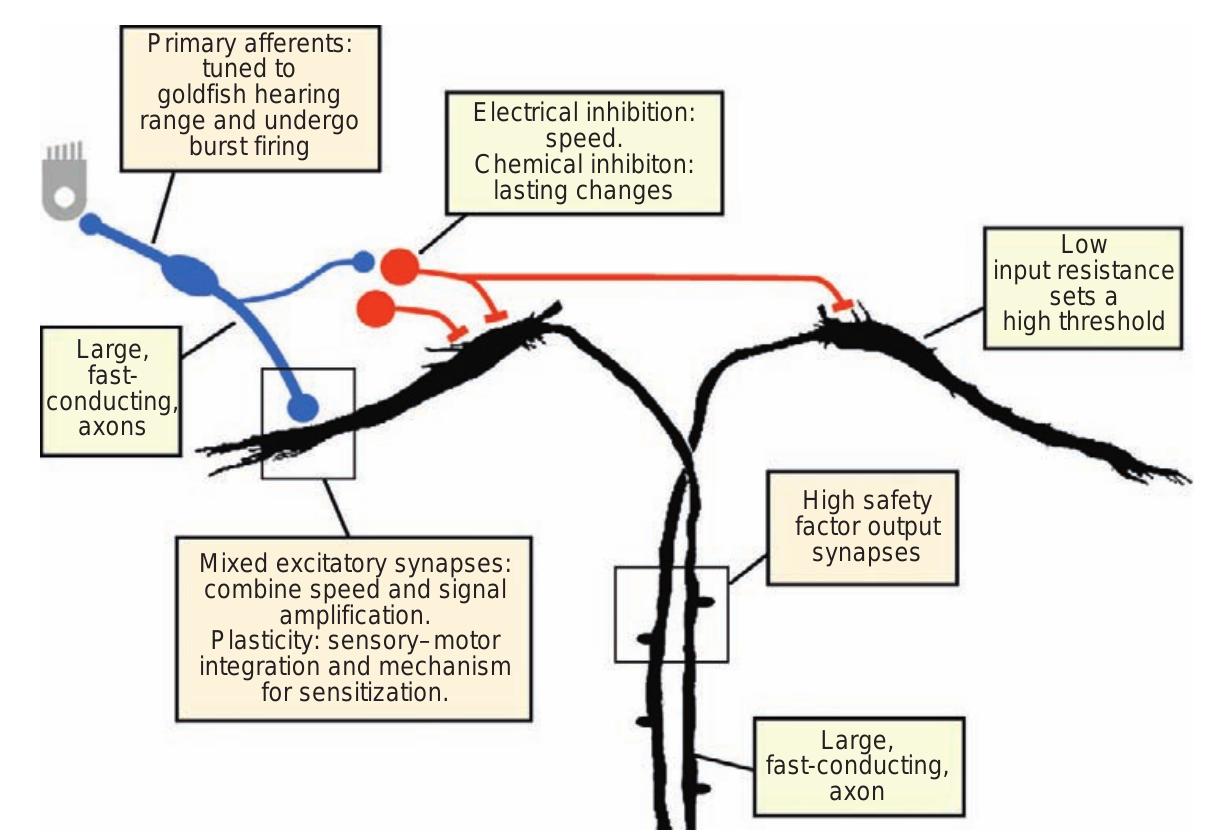 Primary afferents:
tuned to
goldfish hearing
range and undergo
burst firing
Electrical inhibition:
speed.
Chemical inhibiton:
lasting changes
Low
input resistance
sets a
high threshold
Large,
fast-
conducting,
axons
High safety
factor output
synapses
Mixed excitatory synapses:
combine speed and signal
amplification.
Plasticity: sensory–motor
integration and mechanism
for sensitization.
Large,
fast-conducting,
axon